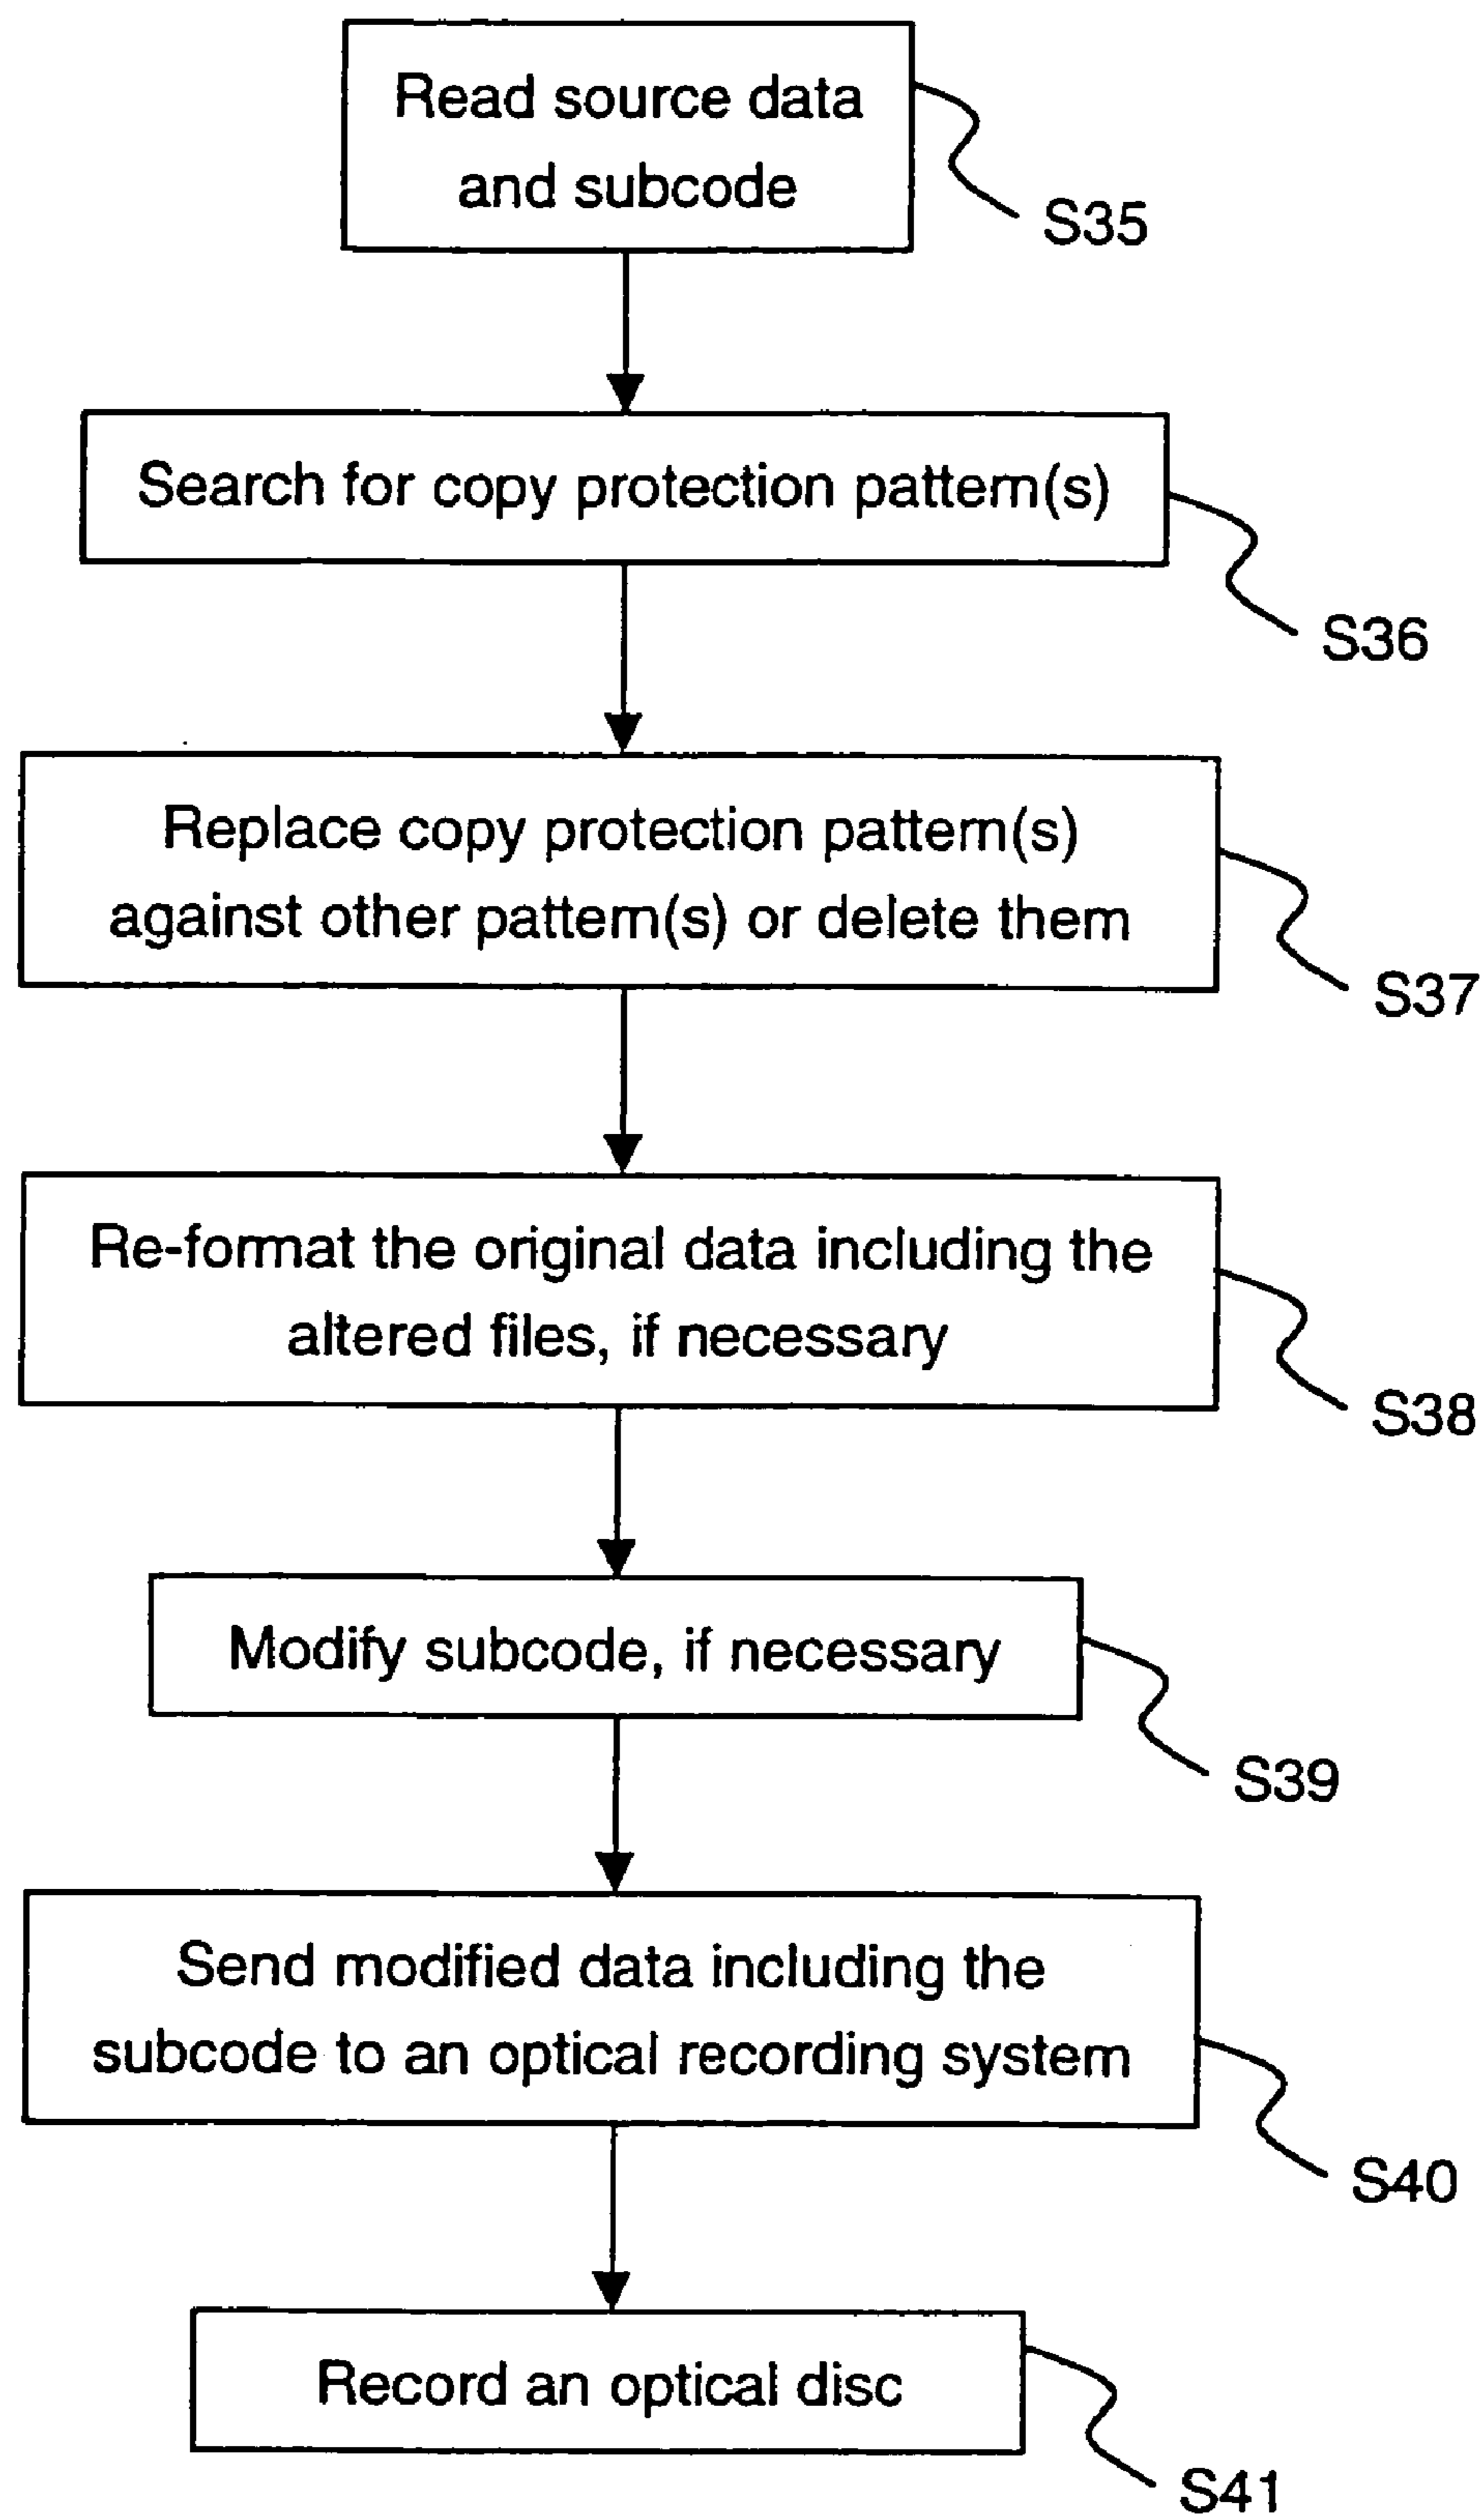 Read source data
and subcode
S35
Search for copy protection pattern(s)
S36
Replace copy protection pattern(s)
against other pattern(s) or delete them
S37
Re-format the original data including the
altered files, if necessary
S38
Modify subcode, if necessary
S39
Send modified data including the
subcode to an optical recording system
S40
Record an optical disc
S41